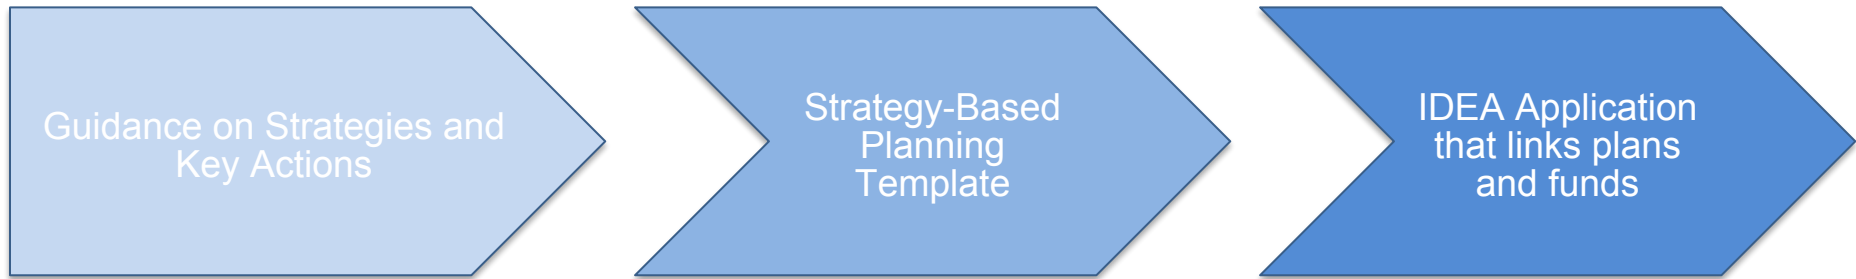 Guidance on Strategies and
Key Actions
Strategy-Based
Planning
Template
IDEA Application
that links plans
and funds